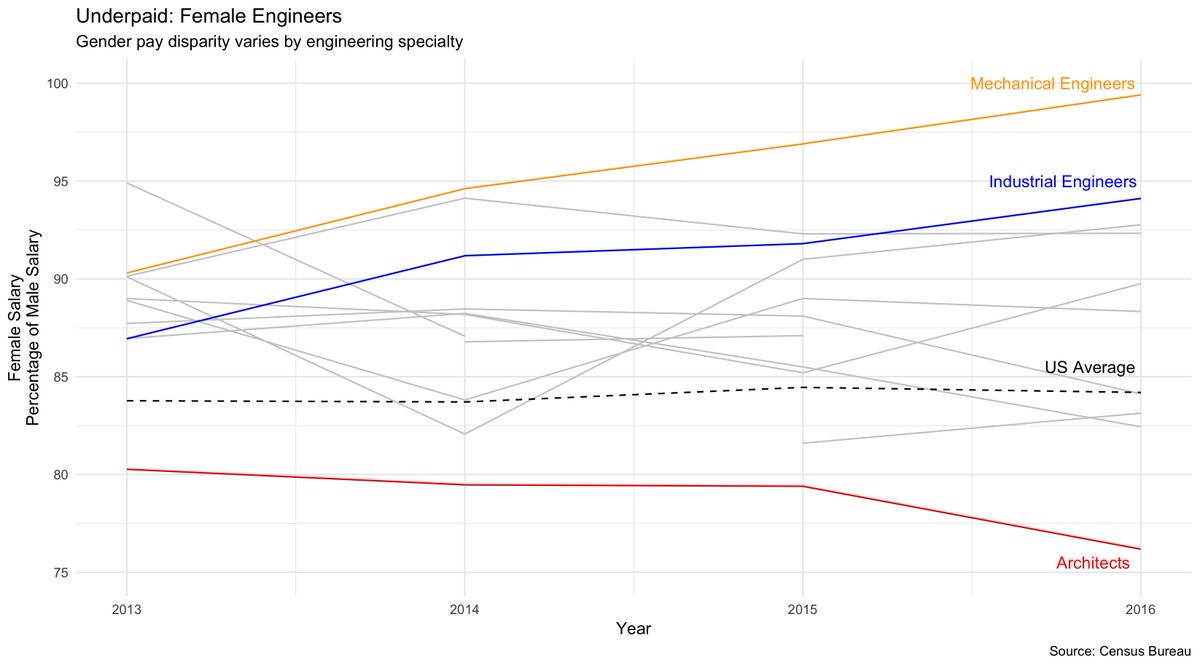 Underpaid: Female Engineers
Gender pay disparity varies by engineering specialty
100
95
90
85
80
75
Female Salary
Percentage of Male Salary
Mechanical Engineers
Industrial Engineers
US Average
Architects
2013
2014
2015
2016
Year
Source: Census Bureau